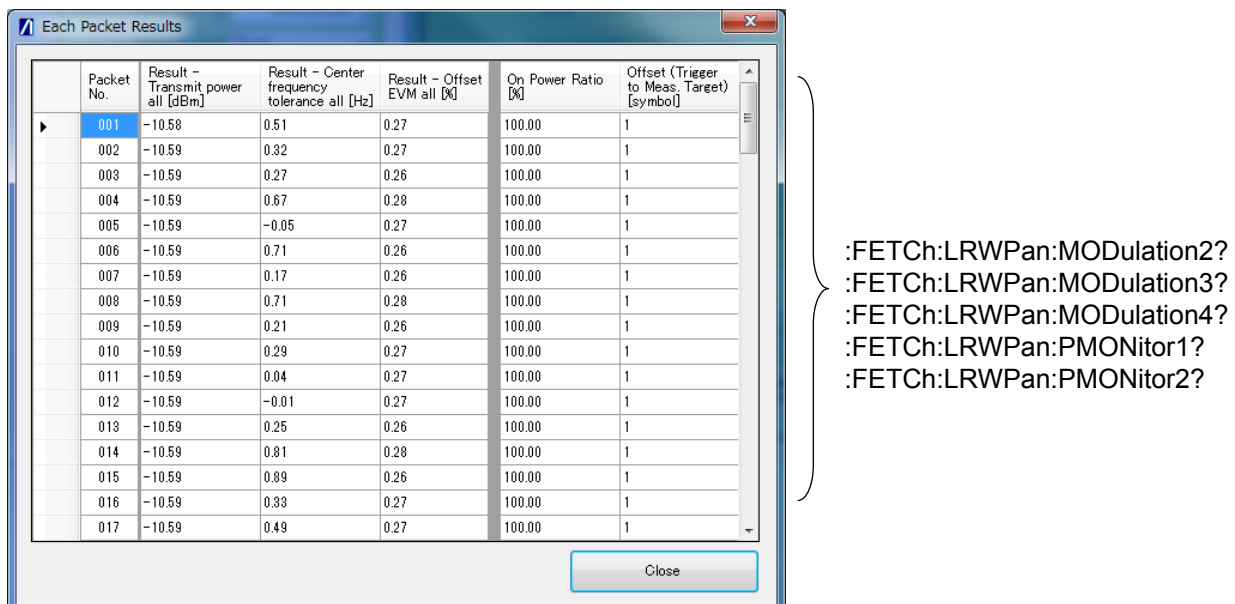 Each Packet Results
Packet No. Result - Transmit power all [dBm] Result - Center frequency tolerance all [Hz] Result - Offset EVM all [%] On Power Ratio [%] Offset (Trigger to Meas. Target) [symbol]
001 -10.58 0.51 0.27 100.00 1
002 -10.59 0.32 0.27 100.00 1
003 -10.59 0.27 0.26 100.00 1
004 -10.59 0.67 0.28 100.00 1
005 -10.59 -0.05 0.27 100.00 1
006 -10.59 0.71 0.26 100.00 1
007 -10.59 0.17 0.26 100.00 1
008 -10.59 0.71 0.28 100.00 1
009 -10.59 0.21 0.26 100.00 1
010 -10.59 0.29 0.27 100.00 1
011 -10.59 0.04 0.27 100.00 1
012 -10.59 -0.01 0.27 100.00 1
013 -10.59 0.25 0.26 100.00 1
014 -10.59 0.81 0.28 100.00 1
015 -10.59 0.89 0.26 100.00 1
016 -10.59 0.33 0.27 100.00 1
017 -10.59 0.49 0.27 100.00 1
Close
:FETCh:LRWPan:MODulation2?
:FETCh:LRWPan:MODulation3?
:FETCh:LRWPan:MODulation4?
:FETCh:LRWPan:PMONitor1?
:FETCh:LRWPan:PMONitor2?